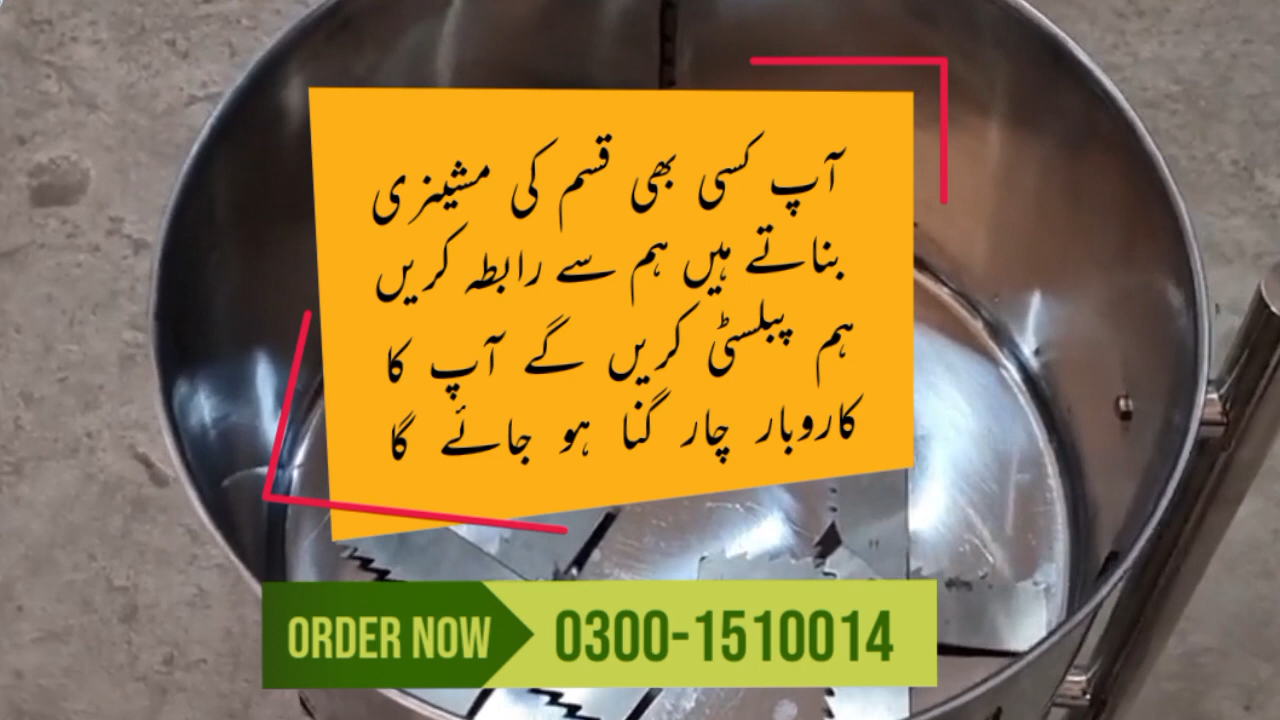 آپ کسی بھی قسم کی مشینری
بناتے ہیں ہم سے رابطہ کریں
ہم پبلسٹی کریں گے آپ کا
کاروبار چار گنا ہو جائے گا
ORDER NOW 0300-1510014